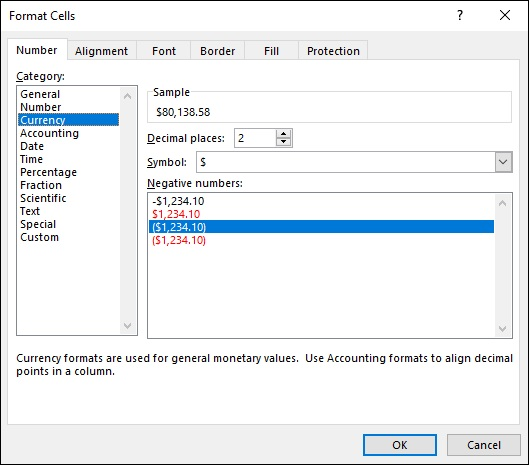 Format Cells
?
Number Alignment Font Border Fill Protection
Category:
General
Number
Currency
Accounting
Date
Time
Percentage
Fraction
Scientific
Text
Special
Custom
Sample
$80,138.58
Decimal places: 2
Symbol: $
Negative numbers:
-$1,234.10
$1,234.10
($1,234.10)
($1,234.10)
Currency formats are used for general monetary values.  Use Accounting formats to align decimal
points in a column.
OK Cancel